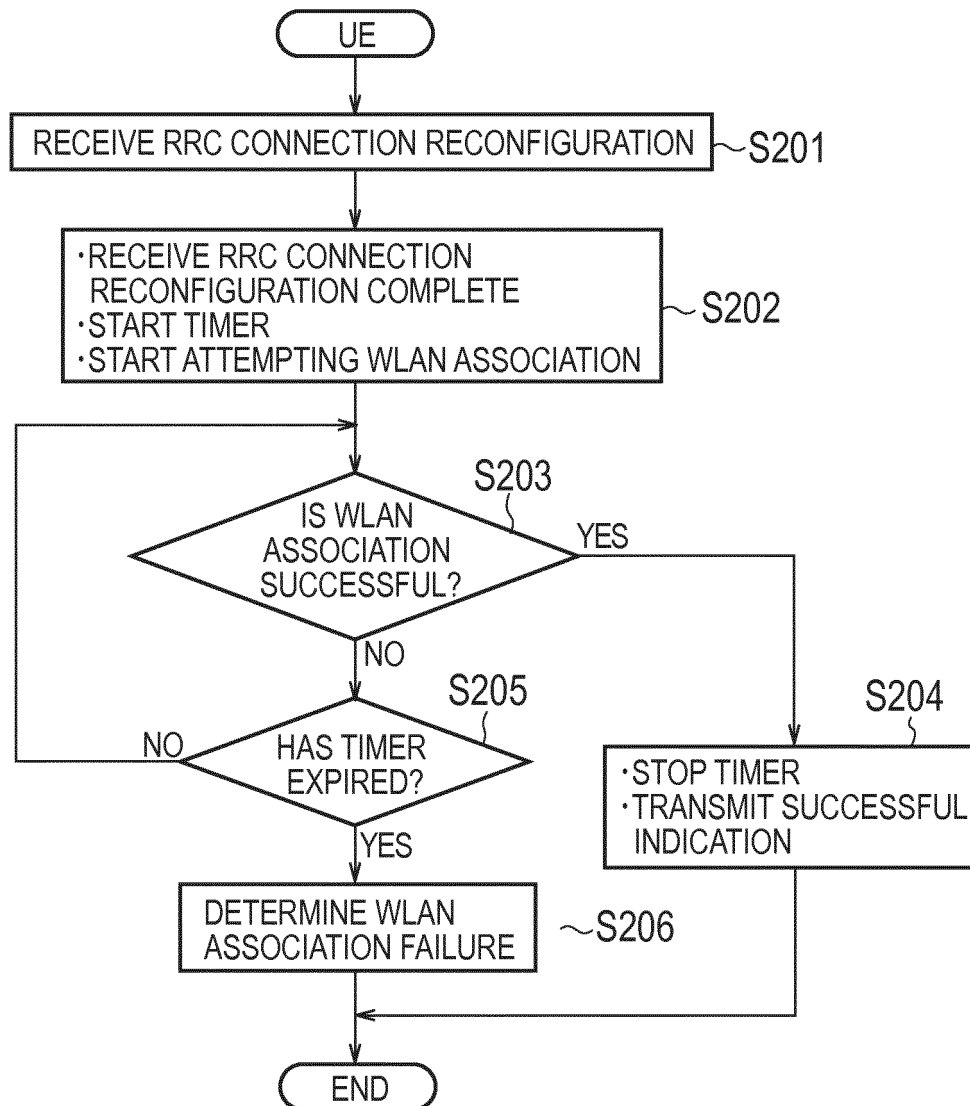 UE
RECEIVE RRC CONNECTION RECONFIGURATION
S201
・RECEIVE RRC CONNECTION
RECONFIGURATION COMPLETE
・START TIMER
・START ATTEMPTING WLAN ASSOCIATION
S202
S203
IS WLAN
ASSOCIATION
SUCCESSFUL?
YES
NO
S205
HAS TIMER
EXPIRED?
NO
YES
S204
・STOP TIMER
・TRANSMIT SUCCESSFUL
INDICATION
DETERMINE WLAN
ASSOCIATION FAILURE
S206
END